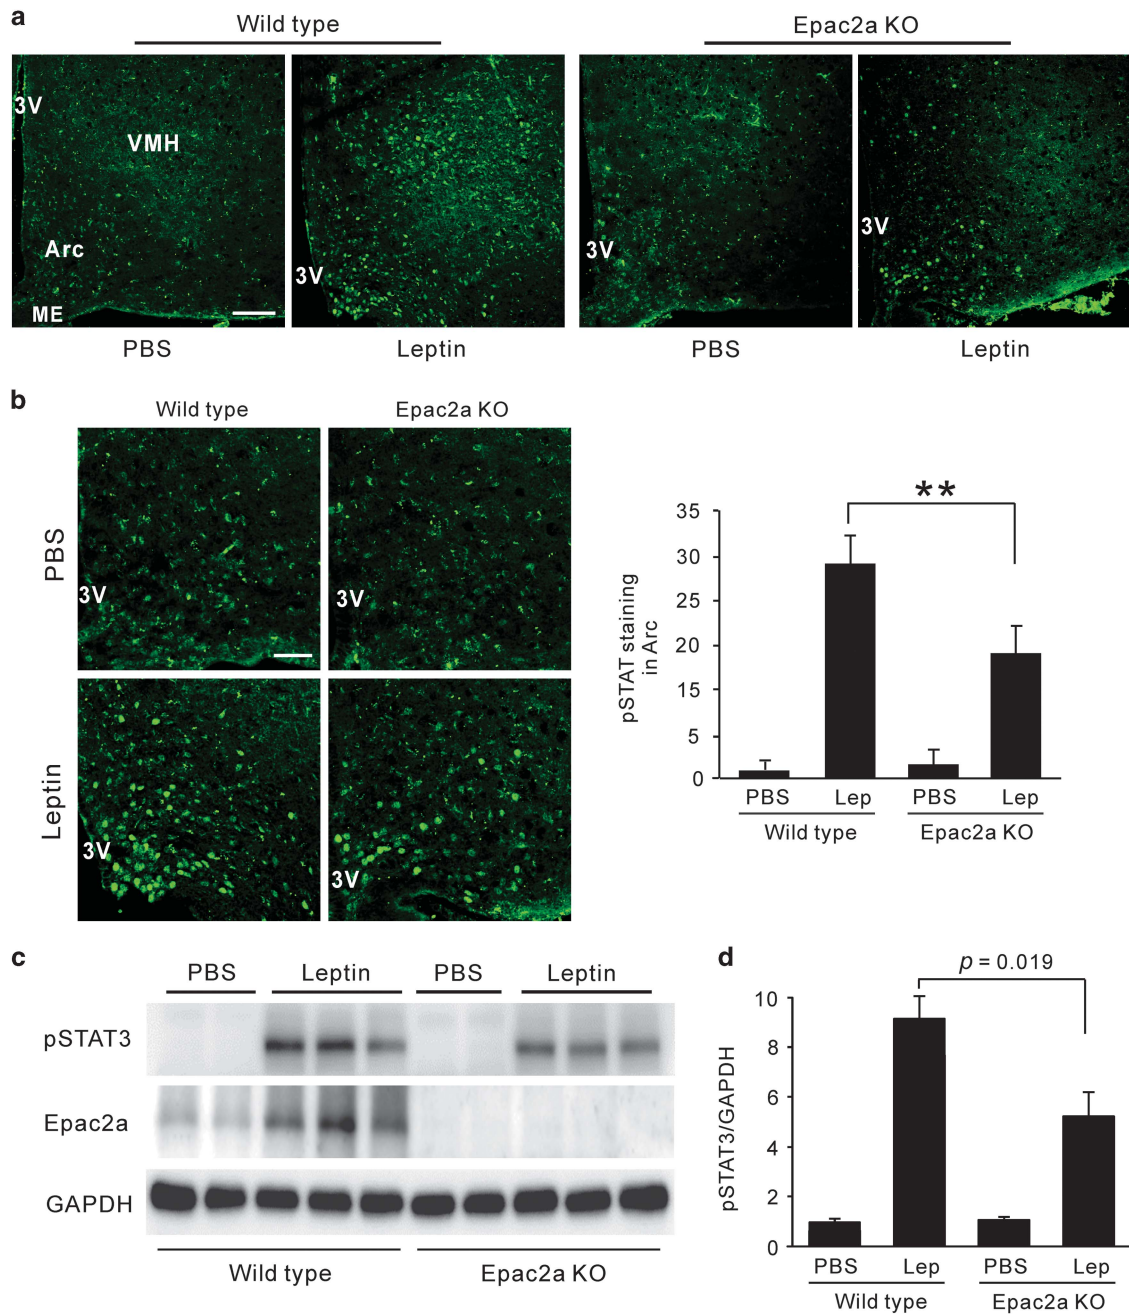 a
Wild type
Epac2a KO
3V
VMH
Arc
ME
3V
3V
3V
PBS
Leptin
PBS
Leptin
b
Wild type
Epac2a KO
PBS
3V
3V
Leptin
3V
3V
**
pSTAT staining
in Arc
35
30
25
20
15
5
0
PBS
Lep
PBS
Lep
Wild type
Epac2a KO
c
PBS
Leptin
PBS
Leptin
pSTAT3
Epac2a
GAPDH
Wild type
Epac2a KO
d
p = 0.019
pSTAT3/GAPDH
10
8
6
4
2
0
PBS
Lep
PBS
Lep
Wild type
Epac2a KO